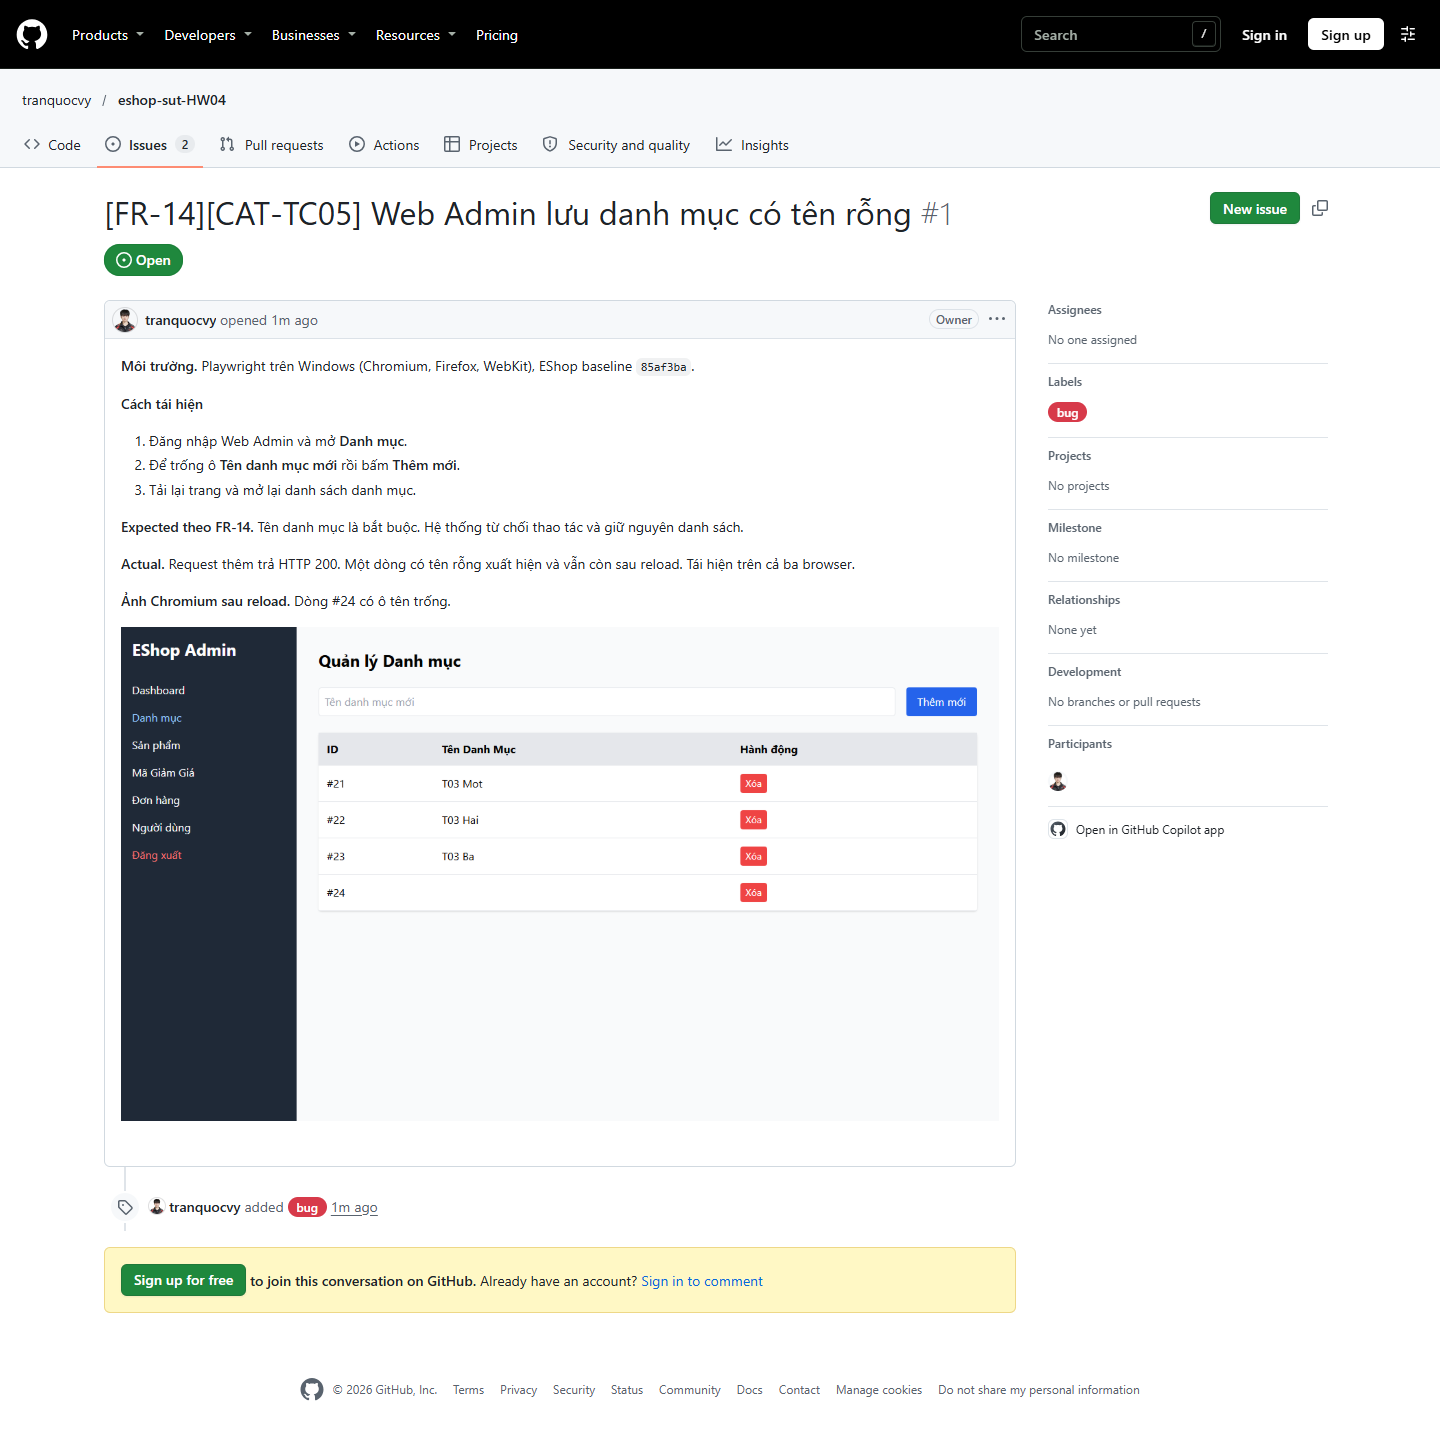 Products
Developers
Businesses
Resources
Pricing
Search
/
Sign in
Sign up
tranquocvy / eshop-sut-HW04
Code
Issues 2
Pull requests
Actions
Projects
Security and quality
Insights
[FR-14][CAT-TC05] Web Admin lưu danh mục có tên rỗng #1
New issue
Open
tranquocvy opened 1m ago
Owner
Môi trường. Playwright trên Windows (Chromium, Firefox, WebKit), EShop baseline 85af3ba.
Cách tái hiện
1. Đăng nhập Web Admin và mở Danh mục.
2. Để trống ô Tên danh mục mới rồi bấm Thêm mới.
3. Tải lại trang và mở lại danh sách danh mục.
Expected theo FR-14. Tên danh mục là bắt buộc. Hệ thống từ chối thao tác và giữ nguyên danh sách.
Actual. Request thêm trả HTTP 200. Một dòng có tên rỗng xuất hiện và vẫn còn sau reload. Tái hiện trên cả ba browser.
Ảnh Chromium sau reload. Dòng #24 có ô tên trống.
EShop Admin
Dashboard
Danh mục
Sản phẩm
Mã Giảm Giá
Đơn hàng
Người dùng
Đăng xuất
Quản lý Danh mục
Tên danh mục mới
Thêm mới
ID Tên Danh Mục Hành động
#21 T03 Mot Xóa
#22 T03 Hai Xóa
#23 T03 Ba Xóa
#24 Xóa
tranquocvy added bug 1m ago
Sign up for free to join this conversation on GitHub. Already have an account? Sign in to comment
Assignees
No one assigned
Labels
bug
Projects
No projects
Milestone
No milestone
Relationships
None yet
Development
No branches or pull requests
Participants
Open in GitHub Copilot app
© 2026 GitHub, Inc.
Terms
Privacy
Security
Status
Community
Docs
Contact
Manage cookies
Do not share my personal information